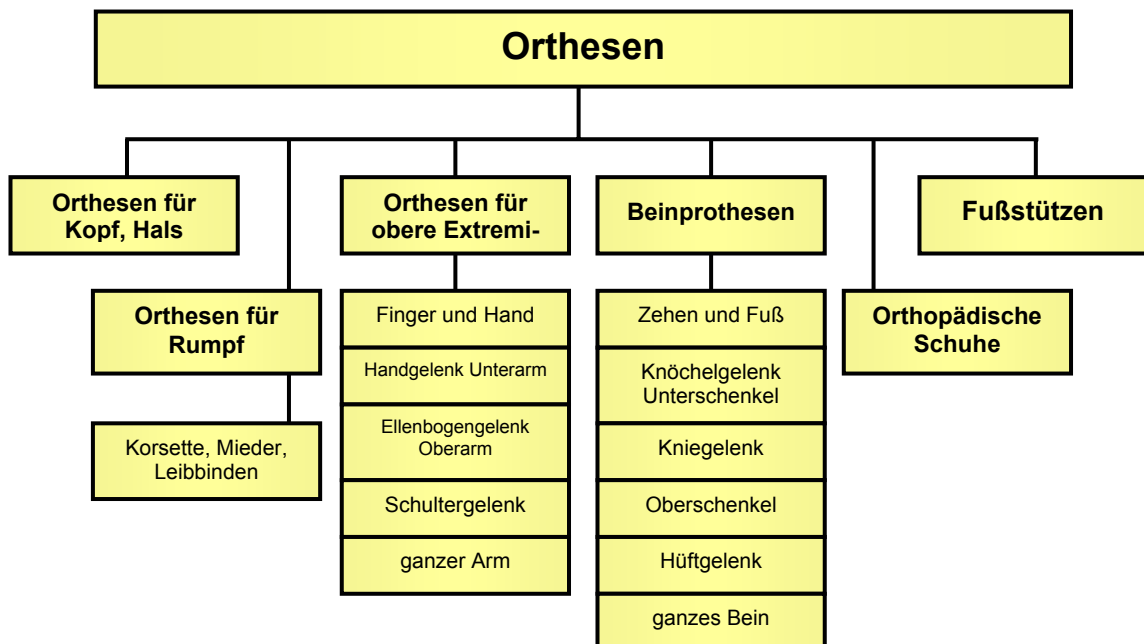 Orthesen
Orthesen für
Kopf, Hals
Orthesen für
Rumpf
Korsette, Mieder,
Leibbinden
Orthesen für
obere Extremi-
Finger und Hand
Handgelenk Unterarm
Ellenbogengelenk
Oberarm
Schultergelenk
ganzer Arm
Beinprothesen
Zehen und Fuß
Knöchelgelenk
Unterschenkel
Kniegelenk
Oberschenkel
Hüftgelenk
ganzes Bein
Orthopädische
Schuhe
Fußstützen